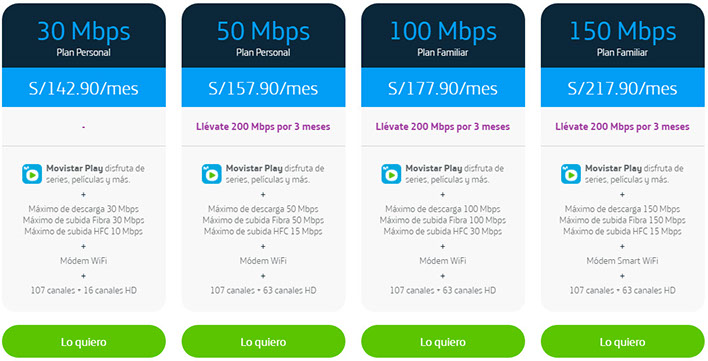 30 Mbps
Plan Personal
S/142.90/mes
-
Movistar Play disfruta de
series, películas y más.
+
Máximo de descarga 30 Mbps
Máximo de subida Fibra 30 Mbps
Máximo de subida HFC 10 Mbps
+
Módem WiFi
+
107 canales + 16 canales HD
Lo quiero
50 Mbps
Plan Personal
S/157.90/mes
Llévate 200 Mbps por 3 meses
Movistar Play disfruta de
series, películas y más.
+
Máximo de descarga 50 Mbps
Máximo de subida Fibra 50 Mbps
Máximo de subida HFC 15 Mbps
+
Módem WiFi
+
107 canales + 63 canales HD
Lo quiero
100 Mbps
Plan Familiar
S/177.90/mes
Llévate 200 Mbps por 3 meses
Movistar Play disfruta de
series, películas y más.
+
Máximo de descarga 100 Mbps
Máximo de subida Fibra 100 Mbps
Máximo de subida HFC 30 Mbps
+
Módem WiFi
+
107 canales + 63 canales HD
Lo quiero
150 Mbps
Plan Familiar
S/217.90/mes
Llévate 200 Mbps por 3 meses
Movistar Play disfruta de
series, películas y más.
+
Máximo de descarga 150 Mbps
Máximo de subida Fibra 150 Mbps
Máximo de subida HFC 15 Mbps
+
Módem Smart WiFi
+
107 canales + 63 canales HD
Lo quiero